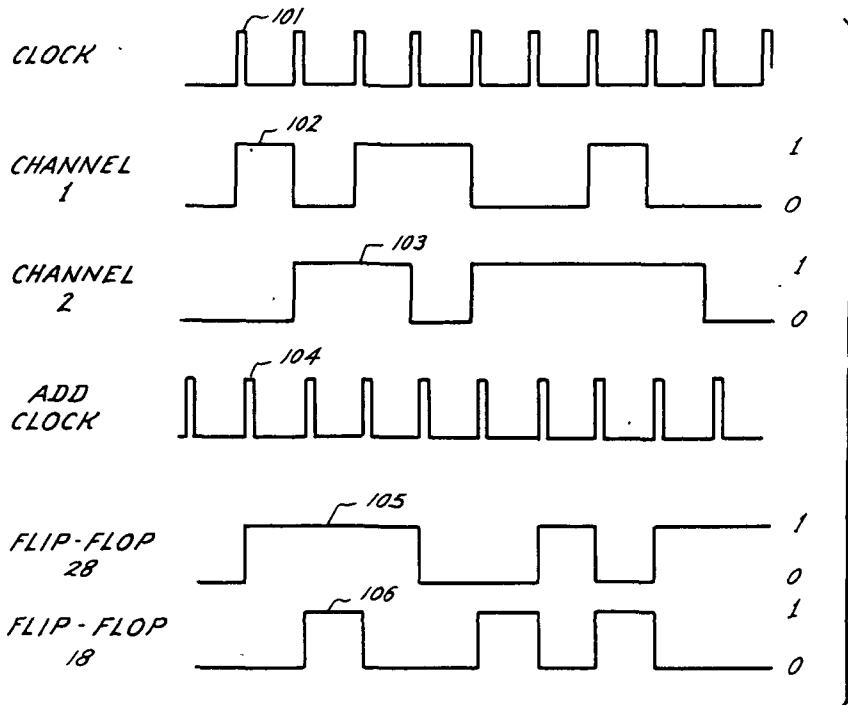 101
CLOCK
102
CHANNEL
1
1
0
103
CHANNEL
2
1
0
104
ADD
CLOCK
105
FLIP-FLOP
28
1
0
106
FLIP-FLOP
18
1
0